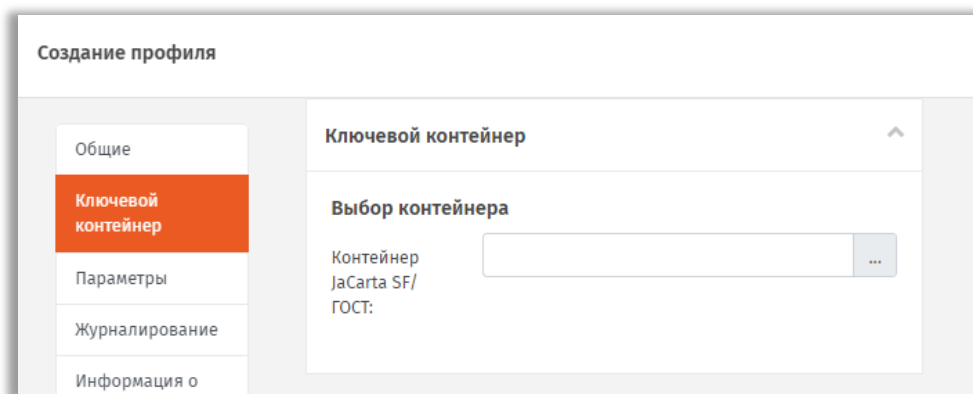 Создание профиля
Общие
Ключевой
контейнер
Параметры
Журналирование
Информация о
Ключевой контейнер
Выбор контейнера
Контейнер
JaCarta SF/
ГОСТ:
...